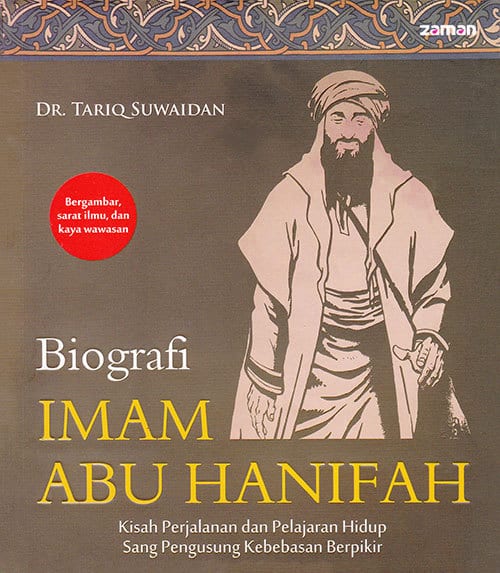 zaman
DR. TARIQ SUWAIDAN
Bergambar,
sarat ilmu, dan
kaya wawasan
Biografi
IMAM
ABU HANIFAH
Kisah Perjalanan dan Pelajaran Hidup
Sang Pengusung Kebebasan Berpikir